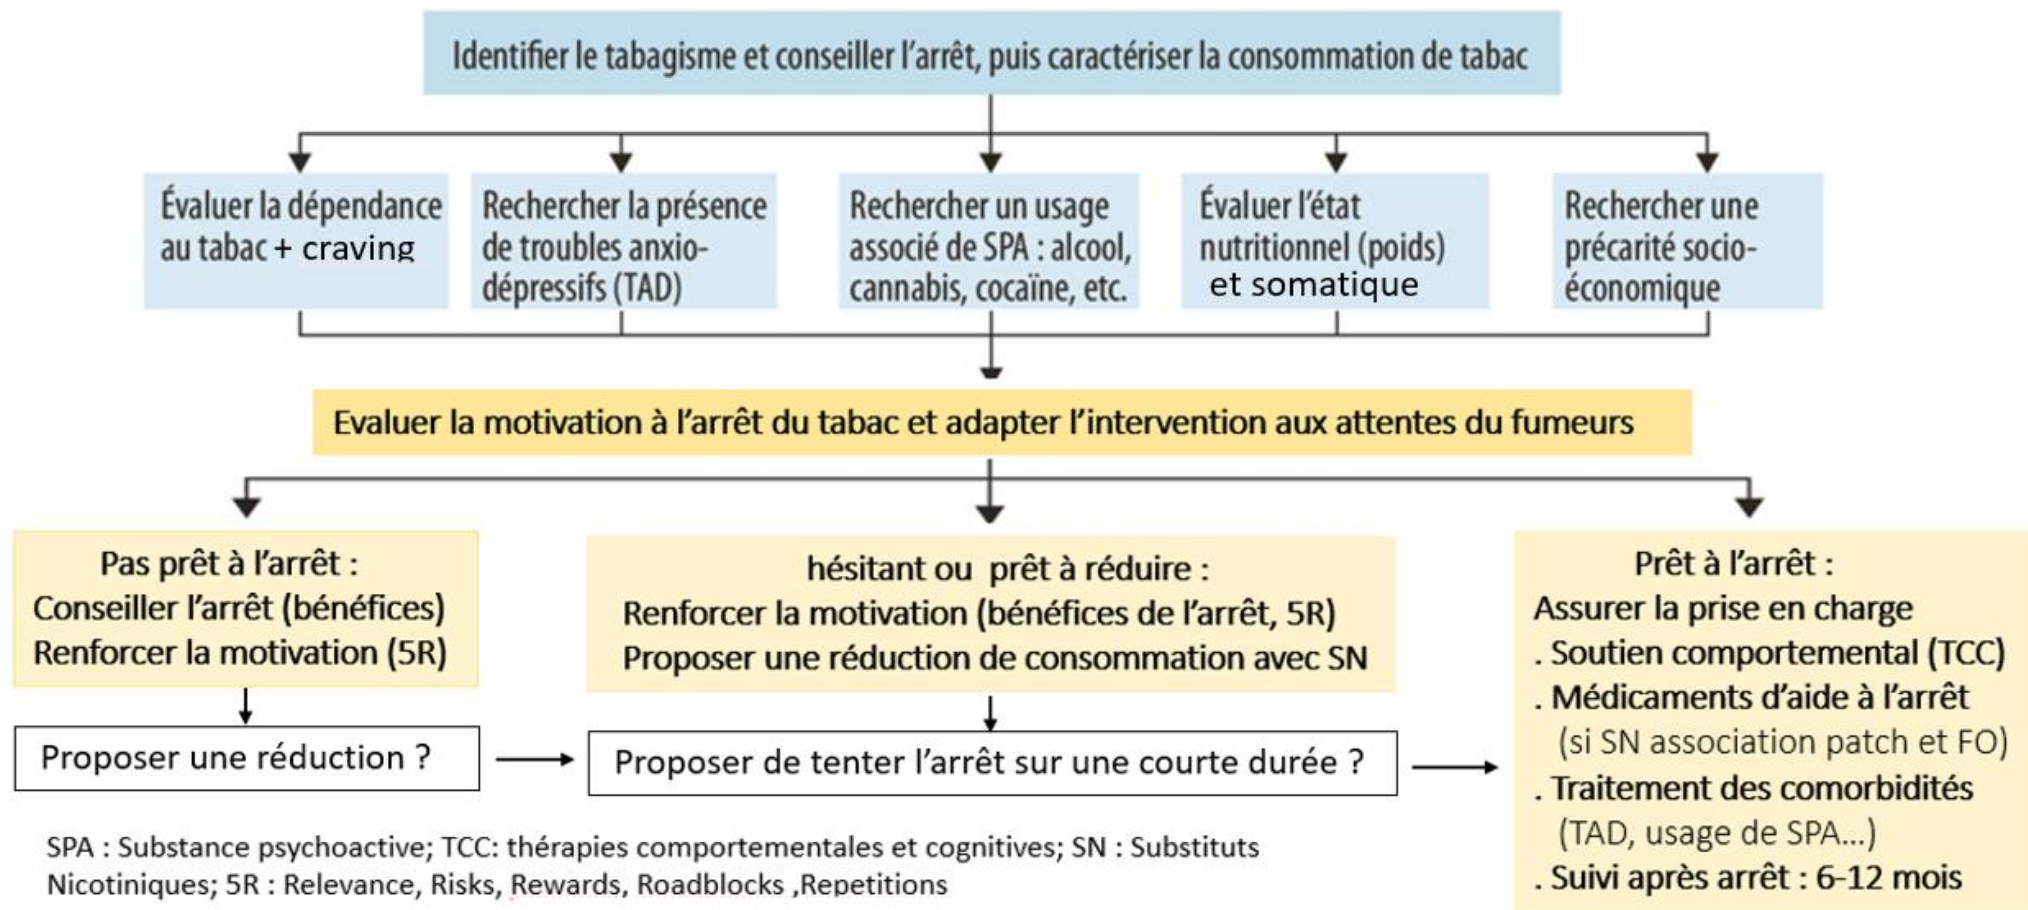 Identifier le tabagisme et conseiller l’arrêt, puis caractériser la consommation de tabac
Évaluer la dépendance
au tabac + craving
Rechercher la présence
de troubles anxio-
dépressifs (TAD)
Rechercher un usage
associé de SPA : alcool,
cannabis, cocaïne, etc.
Évaluer l’état
nutritionnel (poids)
et somatique
Rechercher une
précarité socio-
économique
Evaluer la motivation à l’arrêt du tabac et adapter l’intervention aux attentes du fumeurs
Pas prêt à l’arrêt :
Conseiller l’arrêt (bénéfices)
Renforcer la motivation (5R)
hésitant ou prêt à réduire :
Renforcer la motivation (bénéfices de l’arrêt, 5R)
Proposer une réduction de consommation avec SN
Prêt à l’arrêt :
Assurer la prise en charge
. Soutien comportemental (TCC)
. Médicaments d’aide à l’arrêt
(si SN association patch et FO)
. Traitement des comorbidités
(TAD, usage de SPA...)
. Suivi après arrêt : 6-12 mois
Proposer une réduction ?
Proposer de tenter l’arrêt sur une courte durée ?
SPA : Substance psychoactive; TCC: thérapies comportementales et cognitives; SN : Substituts
Nicotiniques; 5R : Relevance, Risks, Rewards, Roadblocks ,Repetitions